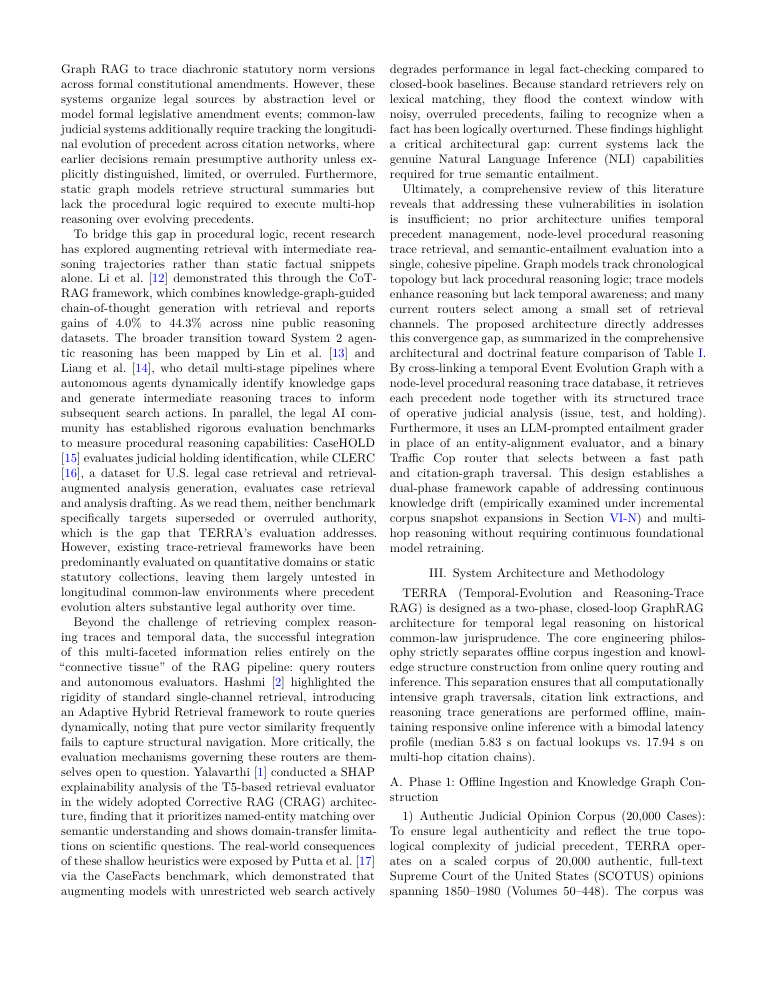 Graph RAG to trace diachronic statutory norm versions
across formal constitutional amendments. However, these
systems organize legal sources by abstraction level or
model formal legislative amendment events; common-law
judicial systems additionally require tracking the longitudi-
nal evolution of precedent across citation networks, where
earlier decisions remain presumptive authority unless ex-
plicitly distinguished, limited, or overruled. Furthermore,
static graph models retrieve structural summaries but
lack the procedural logic required to execute multi-hop
reasoning over evolving precedents.
To bridge this gap in procedural logic, recent research
has explored augmenting retrieval with intermediate rea-
soning trajectories rather than static factual snippets
alone. Li et al. [12] demonstrated this through the CoT-
RAG framework, which combines knowledge-graph-guided
chain-of-thought generation with retrieval and reports
gains of 4.0% to 44.3% across nine public reasoning
datasets. The broader transition toward System 2 agen-
tic reasoning has been mapped by Lin et al. [13] and
Liang et al. [14], who detail multi-stage pipelines where
autonomous agents dynamically identify knowledge gaps
and generate intermediate reasoning traces to inform
subsequent search actions. In parallel, the legal AI com-
munity has established rigorous evaluation benchmarks
to measure procedural reasoning capabilities: CaseHOLD
[15] evaluates judicial holding identification, while CLERC
[16], a dataset for U.S. legal case retrieval and retrieval-
augmented analysis generation, evaluates case retrieval
and analysis drafting. As we read them, neither benchmark
specifically targets superseded or overruled authority,
which is the gap that TERRA's evaluation addresses.
However, existing trace-retrieval frameworks have been
predominantly evaluated on quantitative domains or static
statutory collections, leaving them largely untested in
longitudinal common-law environments where precedent
evolution alters substantive legal authority over time.
Beyond the challenge of retrieving complex reason-
ing traces and temporal data, the successful integration
of this multi-faceted information relies entirely on the
“connective tissue” of the RAG pipeline: query routers
and autonomous evaluators. Hashmi [2] highlighted the
rigidity of standard single-channel retrieval, introducing
an Adaptive Hybrid Retrieval framework to route queries
dynamically, noting that pure vector similarity frequently
fails to capture structural navigation. More critically, the
evaluation mechanisms governing these routers are them-
selves open to question. Yalavarthi [1] conducted a SHAP
explainability analysis of the T5-based retrieval evaluator
in the widely adopted Corrective RAG (CRAG) architec-
ture, finding that it prioritizes named-entity matching over
semantic understanding and shows domain-transfer limita-
tions on scientific questions. The real-world consequences
of these shallow heuristics were exposed by Putta et al. [17]
via the CaseFacts benchmark, which demonstrated that
augmenting models with unrestricted web search actively
degrades performance in legal fact-checking compared to
closed-book baselines. Because standard retrievers rely on
lexical matching, they flood the context window with
noisy, overruled precedents, failing to recognize when a
fact has been logically overturned. These findings highlight
a critical architectural gap: current systems lack the
genuine Natural Language Inference (NLI) capabilities
required for true semantic entailment.
Ultimately, a comprehensive review of this literature
reveals that addressing these vulnerabilities in isolation
is insufficient; no prior architecture unifies temporal
precedent management, node-level procedural reasoning
trace retrieval, and semantic-entailment evaluation into a
single, cohesive pipeline. Graph models track chronological
topology but lack procedural reasoning logic; trace models
enhance reasoning but lack temporal awareness; and many
current routers select among a small set of retrieval
channels. The proposed architecture directly addresses
this convergence gap, as summarized in the comprehensive
architectural and doctrinal feature comparison of Table I.
By cross-linking a temporal Event Evolution Graph with a
node-level procedural reasoning trace database, it retrieves
each precedent node together with its structured trace
of operative judicial analysis (issue, test, and holding).
Furthermore, it uses an LLM-prompted entailment grader
in place of an entity-alignment evaluator, and a binary
Traffic Cop router that selects between a fast path
and citation-graph traversal. This design establishes a
dual-phase framework capable of addressing continuous
knowledge drift (empirically examined under incremental
corpus snapshot expansions in Section VI-N) and multi-
hop reasoning without requiring continuous foundational
model retraining.
III. System Architecture and Methodology
TERRA (Temporal-Evolution and Reasoning-Trace
RAG) is designed as a two-phase, closed-loop GraphRAG
architecture for temporal legal reasoning on historical
common-law jurisprudence. The core engineering philos-
ophy strictly separates offline corpus ingestion and knowl-
edge structure construction from online query routing and
inference. This separation ensures that all computationally
intensive graph traversals, citation link extractions, and
reasoning trace generations are performed offline, main-
taining responsive online inference with a bimodal latency
profile (median 5.83 s on factual lookups vs. 17.94 s on
multi-hop citation chains).
A. Phase 1: Offline Ingestion and Knowledge Graph Con-
struction
1) Authentic Judicial Opinion Corpus (20,000 Cases):
To ensure legal authenticity and reflect the true topo-
logical complexity of judicial precedent, TERRA oper-
ates on a scaled corpus of 20,000 authentic, full-text
Supreme Court of the United States (SCOTUS) opinions
spanning 1850–1980 (Volumes 50–448). The corpus was